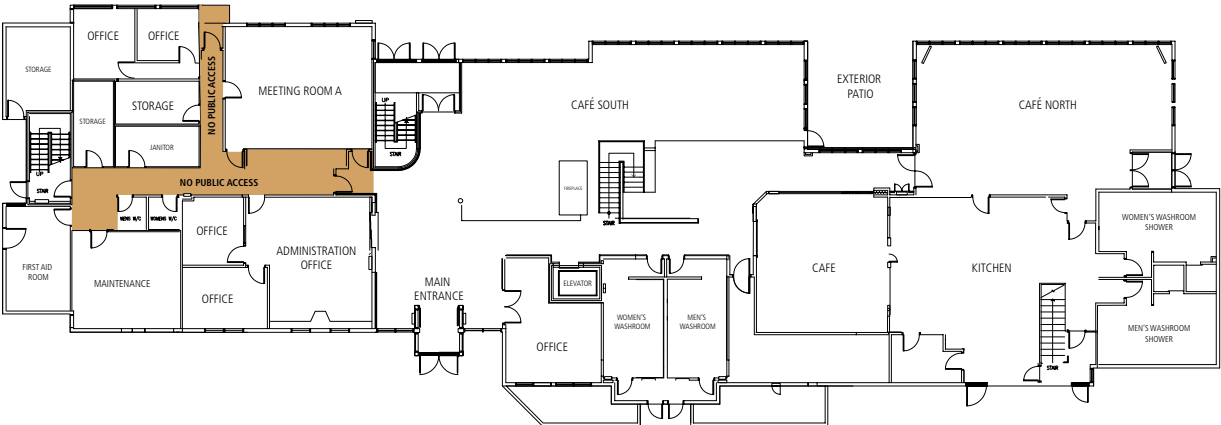 OFFICE
OFFICE
STORAGE
STORAGE
STORAGE
JANITOR
NO PUBLIC ACCESS
MEETING ROOM A
UP
STAIR
UP
STAIR
NO PUBLIC ACCESS
MENS W/C
WOMENS W/C
FIRST AID
ROOM
MAINTENANCE
OFFICE
OFFICE
ADMINISTRATION
OFFICE
MAIN
ENTRANCE
CAFÉ SOUTH
FIREPLACE
STAIR
EXTERIOR
PATIO
CAFÉ NORTH
ELEVATOR
OFFICE
WOMEN'S
WASHROOM
MEN'S
WASHROOM
CAFE
KITCHEN
STAIR
WOMEN'S WASHROOM
SHOWER
MEN'S WASHROOM
SHOWER